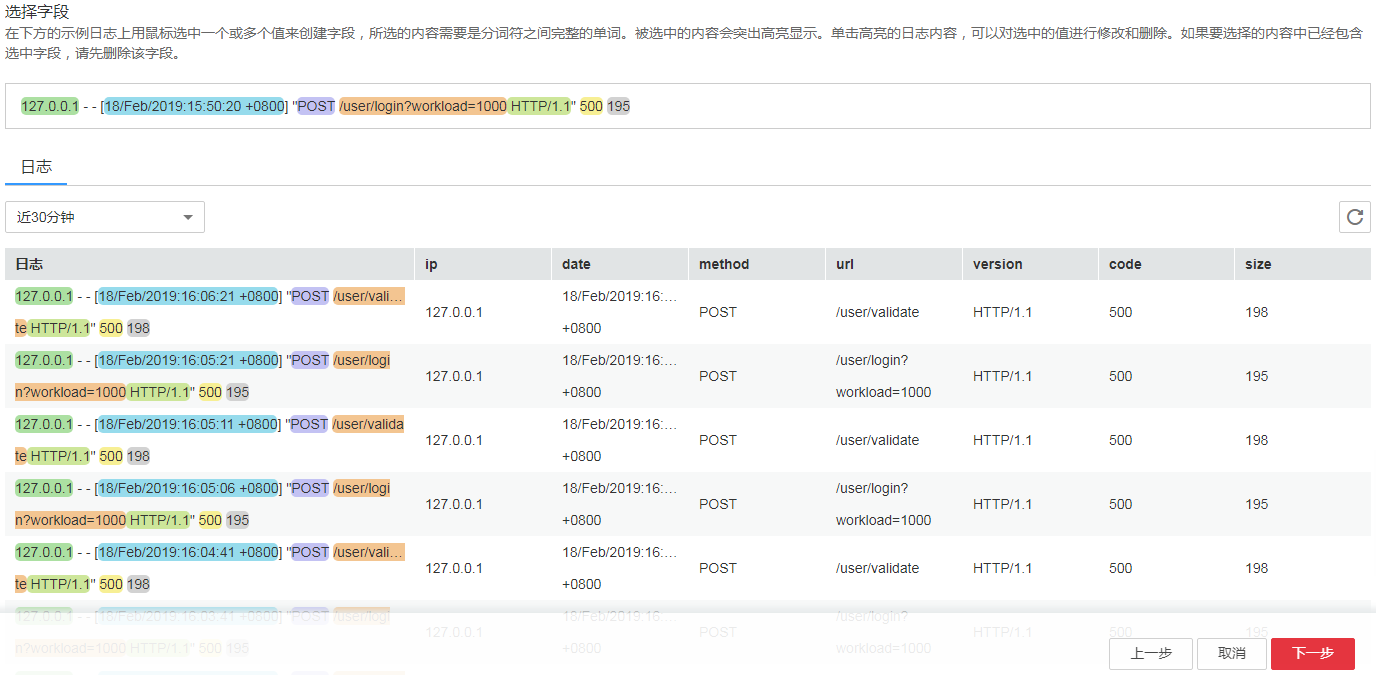 选择字段
在下方的示例日志上用鼠标选中一个或多个值来创建字段，所选的内容需要是分词符之间完整的单词。被选中的内容会突出高亮显示。单击高亮的日志内容，可以对选中的值进行修改和删除。如果要选择的内容中已经包含
选中字段，请先删除该字段。
127.0.0.1 - - [18/Feb/2019:15:50:20 +0800] "POST /user/login?workload=1000 HTTP/1.1" 500 195
日志
近30分钟
日志 ip date method url version code size
127.0.0.1 - - [18/Feb/2019:16:06:21 +0800] "POST /user/vali... 18/Feb/2019:16:...
127.0.0.1 POST /user/validate HTTP/1.1 500 198
te HTTP/1.1" 500 198 +0800
127.0.0.1 - - [18/Feb/2019:16:05:21 +0800] "POST /user/logi 18/Feb/2019:16:... /user/login?
127.0.0.1 POST HTTP/1.1 500 195
n?workload=1000 HTTP/1.1" 500 195 +0800 workload=1000
127.0.0.1 - - [18/Feb/2019:16:05:11 +0800] "POST /user/valida 18/Feb/2019:16:...
127.0.0.1 POST /user/validate HTTP/1.1 500 198
te HTTP/1.1" 500 198 +0800
127.0.0.1 - - [18/Feb/2019:16:05:06 +0800] "POST /user/logi 18/Feb/2019:16:... /user/login?
127.0.0.1 POST HTTP/1.1 500 195
n?workload=1000 HTTP/1.1" 500 195 +0800 workload=1000
127.0.0.1 - - [18/Feb/2019:16:04:41 +0800] "POST /user/vali... 18/Feb/2019:16:...
127.0.0.1 POST /user/validate HTTP/1.1 500 198
te HTTP/1.1" 500 198 +0800
127.0.0.1 - - [18/Feb/2019:16:03:41 +0800] "POST /user/logi 18/Feb/2019:16... /user/login?
127.0.0.1 POST HTTP/1.1 500 195
n?workload=1000 HTTP/1.1" 500 195 +0800 workload=1000
上一步 取消 下一步